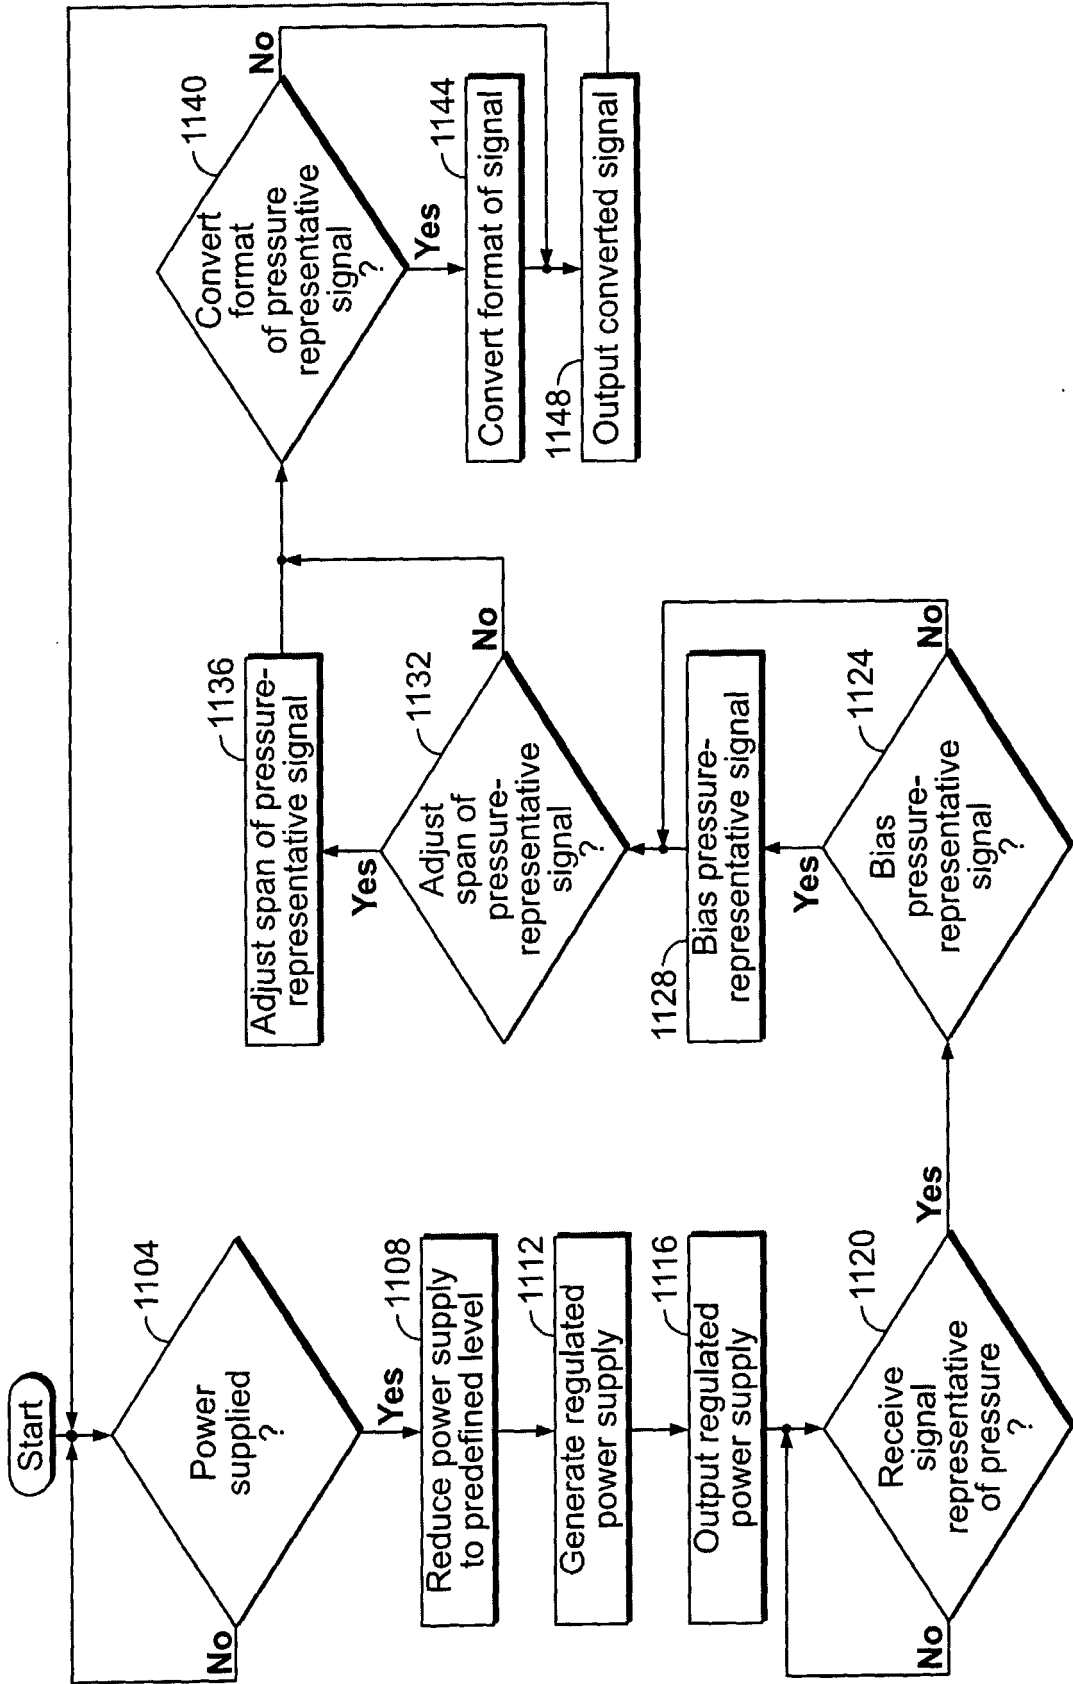 Start
1104
Power
supplied
?
No
Yes
1108
Reduce power supply
to predefined level
1112
Generate regulated
power supply
1116
Output regulated
power supply
1120
Receive
signal
representative
of pressure
?
No
Yes
1124
Bias
pressure-
representative
signal
?
No
Yes
1128
Bias pressure-
representative signal
1132
Adjust
span of
pressure-
representative
signal
?
No
Yes
1136
Adjust span of pressure-
representative signal
1140
Convert
format
of pressure
representative
signal
?
No
Yes
1144
Convert format of signal
1148
Output converted signal